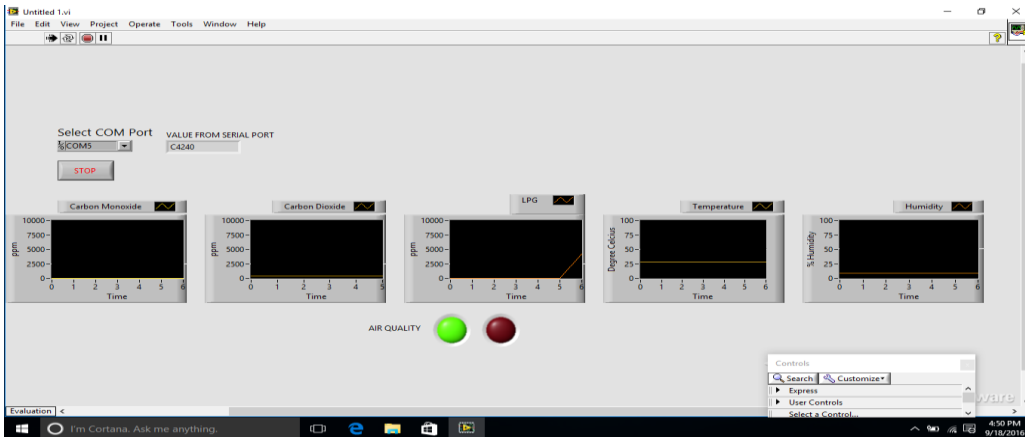 Untitled 1.vi
File Edit View Project Operate Tools Window Help
Select COM Port
VALUE FROM SERIAL PORT
COM5
C4240
STOP
Carbon Monoxide
10000
7500
5000
2500
0
ppm
0 1 2 3 4 5 6
Time
Carbon Dioxide
10000
7500
5000
2500
0
ppm
0 1 2 3 4 5
Time
LPG
10000
7500
5000
2500
0
ppm
0 1 2 3 4 5 6
Time
Temperature
100
75
50
25
0
Degree Celcius
0 1 2 3 4 5 6
Time
Humidity
100
75
50
25
0
% Humidity
0 1 2 3 4 5 6
Time
AIR QUALITY
Controls
Search Customize
Express
User Controls
Select a Control...
ware
Evaluation
I'm Cortana. Ask me anything.
4:50 PM
9/18/2016